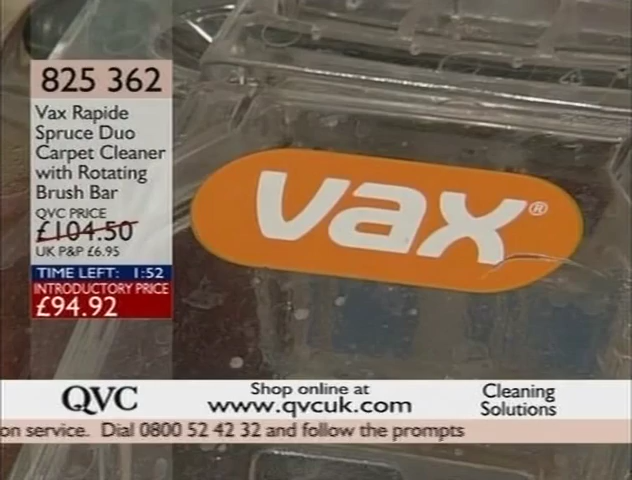 825 362
Vax Rapide
Spruce Duo
Carpet Cleaner
with Rotating
Brush Bar
QVC PRICE
£104.50
UK P&P £6.95
TIME LEFT: 1:52
INTRODUCTORY PRICE
£94.92
vax®
QVC
Shop online at
www.qvcuk.com
Cleaning
Solutions
on service. Dial 0800 52 42 32 and follow the prompts